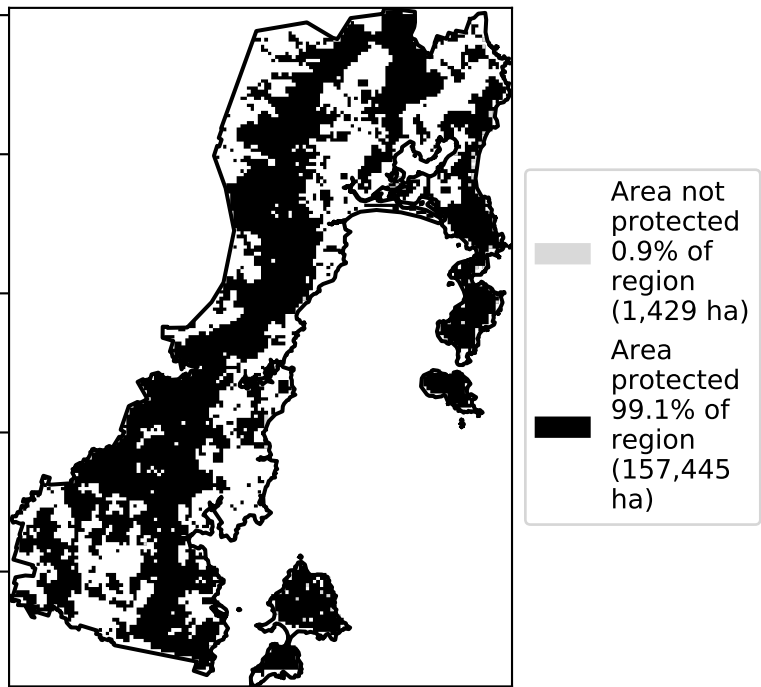 Area not
protected
0.9% of
region
(1,429 ha)
Area
protected
99.1% of
region
(157,445
ha)